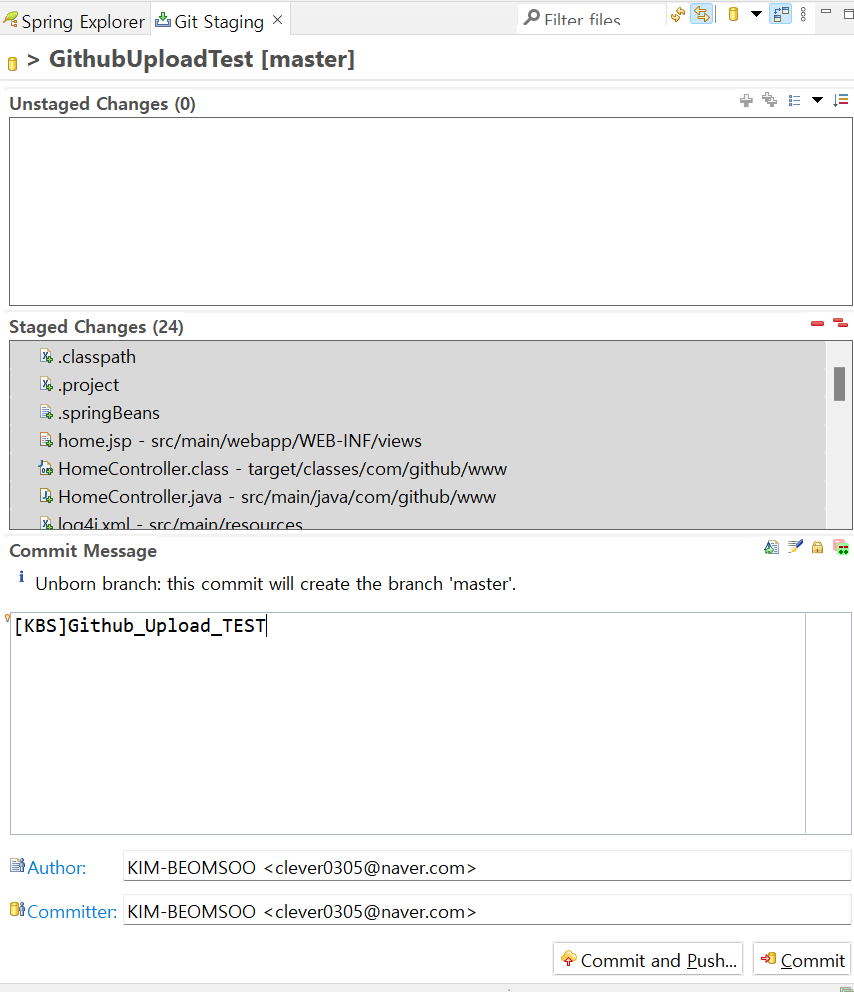 Spring Explorer Git Staging Filter files
> GithubUploadTest [master]
Unstaged Changes (0)
Staged Changes (24)
.classpath
.project
.springBeans
home.jsp - src/main/webapp/WEB-INF/views
HomeController.class - target/classes/com/github/www
HomeController.java - src/main/java/com/github/www
log4j.xml - src/main/resources
Commit Message
Unborn branch: this commit will create the branch 'master'.
[KBS]Github_Upload_TEST
Author: KIM-BEOMSOO <clever0305@naver.com>
Committer: KIM-BEOMSOO <clever0305@naver.com>
Commit and Push... Commit